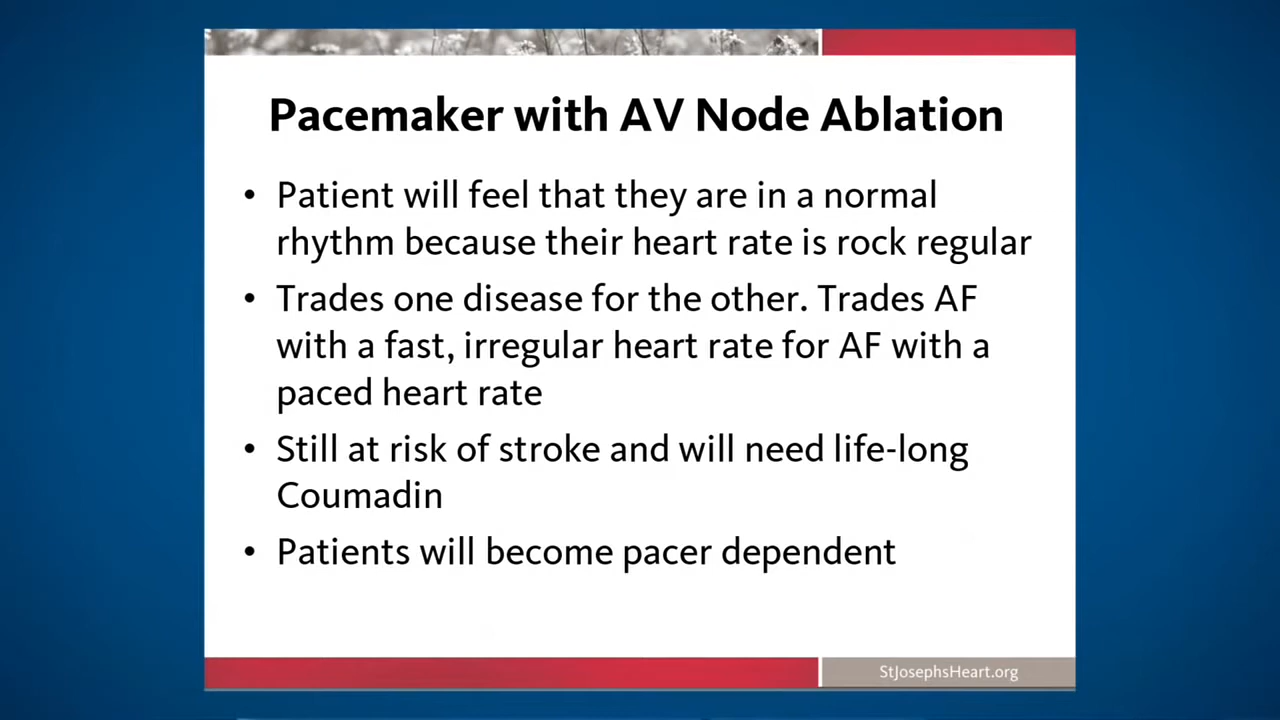 Pacemaker with AV Node Ablation
• Patient will feel that they are in a normal
rhythm because their heart rate is rock regular
• Trades one disease for the other. Trades AF
with a fast, irregular heart rate for AF with a
paced heart rate
• Still at risk of stroke and will need life-long
Coumadin
• Patients will become pacer dependent
StJosephsHeart.org